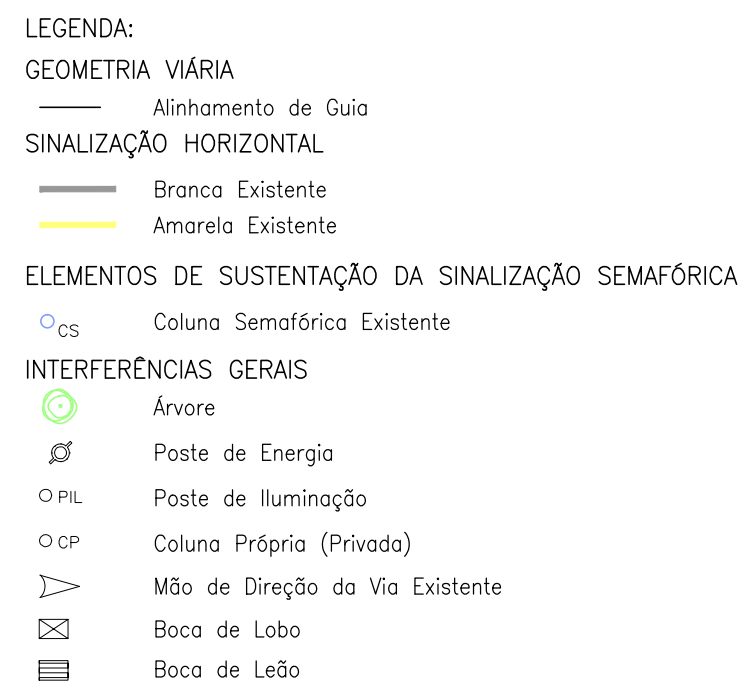 LEGENDA:
GEOMETRIA VIÁRIA
Alinhamento de Guia
SINALIZAÇÃO HORIZONTAL
Branca Existente
Amarela Existente
ELEMENTOS DE SUSTENTAÇÃO DA SINALIZAÇÃO SEMAFÓRICA
CS Coluna Semafórica Existente
INTERFERÊNCIAS GERAIS
Árvore
Poste de Energia
PIL Poste de Iluminação
CP Coluna Própria (Privada)
Mão de Direção da Via Existente
Boca de Lobo
Boca de Leão